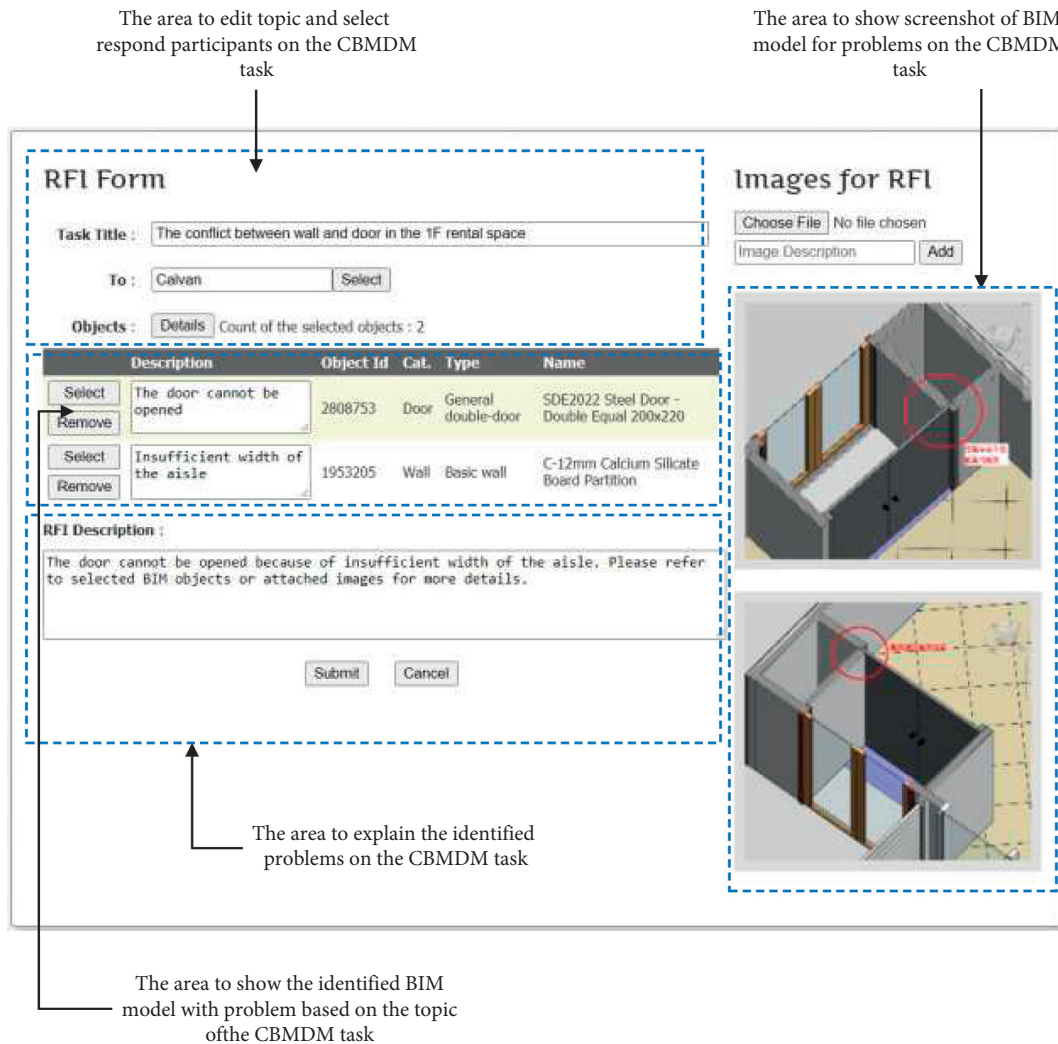 The area to edit topic and select
respond participants on the CBMDM
task
The area to show screenshot of BIM
model for problems on the CBMDM
task
RFI Form
Task Title : The conflict between wall and door in the 1F rental space
To : Calvan Select
Objects : Details Count of the selected objects : 2
Images for RFI
Choose File No file chosen
Image Description Add
Description Object Id Cat. Type Name
Select
Remove
The door cannot be
opened
2808753 Door
General
double-door
SDE2022 Steel Door -
Double Equal 200x220
Select
Remove
Insufficient width of
the aisle
1953205 Wall Basic wall
C-12mm Calcium Silicate
Board Partition
RFI Description :
The door cannot be opened because of insufficient width of the aisle. Please refer
to selected BIM objects or attached images for more details.
Submit Cancel
The area to explain the identified
problems on the CBMDM task
The area to show the identified BIM
model with problem based on the topic
ofthe CBMDM task